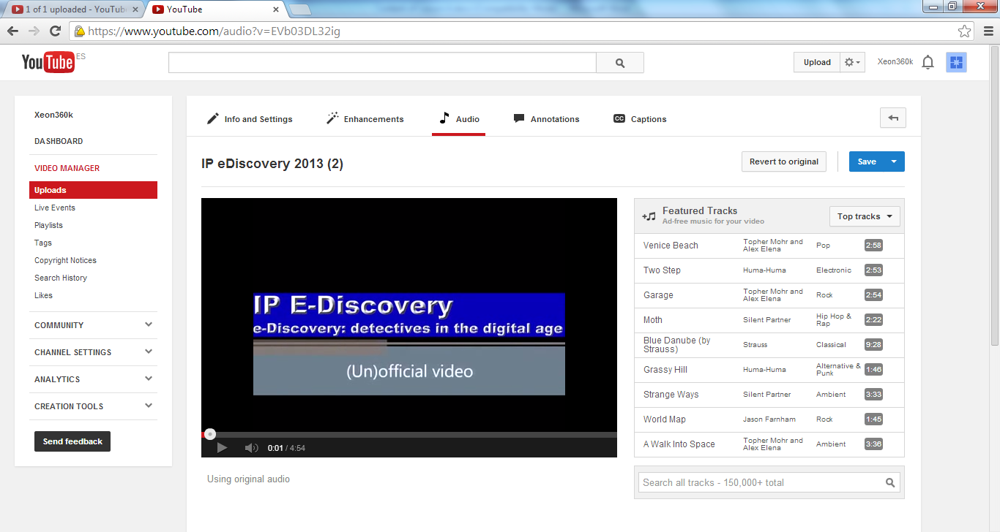 1 of 1 uploaded - YouTube
YouTube
https://www.youtube.com/audio?v=EVb03DL32ig
YouTube ES
Upload
Xeon360k
Xeon360k
DASHBOARD
VIDEO MANAGER
Uploads
Live Events
Playlists
Tags
Copyright Notices
Search History
Likes
COMMUNITY
CHANNEL SETTINGS
ANALYTICS
CREATION TOOLS
Send feedback
Info and Settings
Enhancements
Audio
Annotations
CC Captions
IP eDiscovery 2013 (2)
Revert to original
Save
IP E-Discovery
e-Discovery: detectives in the digital age
(Un)official video
0:01 / 4:54
Using original audio
Featured Tracks
Ad-free music for your video
Top tracks
Venice Beach Topher Mohr and Alex Elena Pop 2:58
Two Step Huma-Huma Electronic 2:53
Garage Topher Mohr and Alex Elena Rock 2:54
Moth Silent Partner Hip Hop & Rap 2:22
Blue Danube (by Strauss) Strauss Classical 9:28
Grassy Hill Huma-Huma Alternative & Punk 1:46
Strange Ways Silent Partner Ambient 3:33
World Map Jason Farnham Rock 1:45
A Walk Into Space Topher Mohr and Alex Elena Ambient 3:36
Search all tracks - 150,000+ total